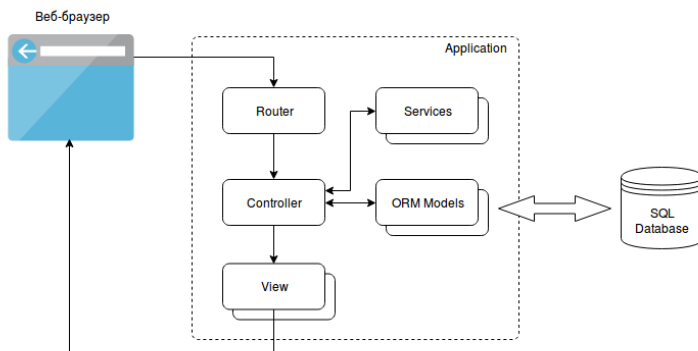 Веб-браузер
Application
Router
Services
Controller
ORM Models
SQL
Database
View